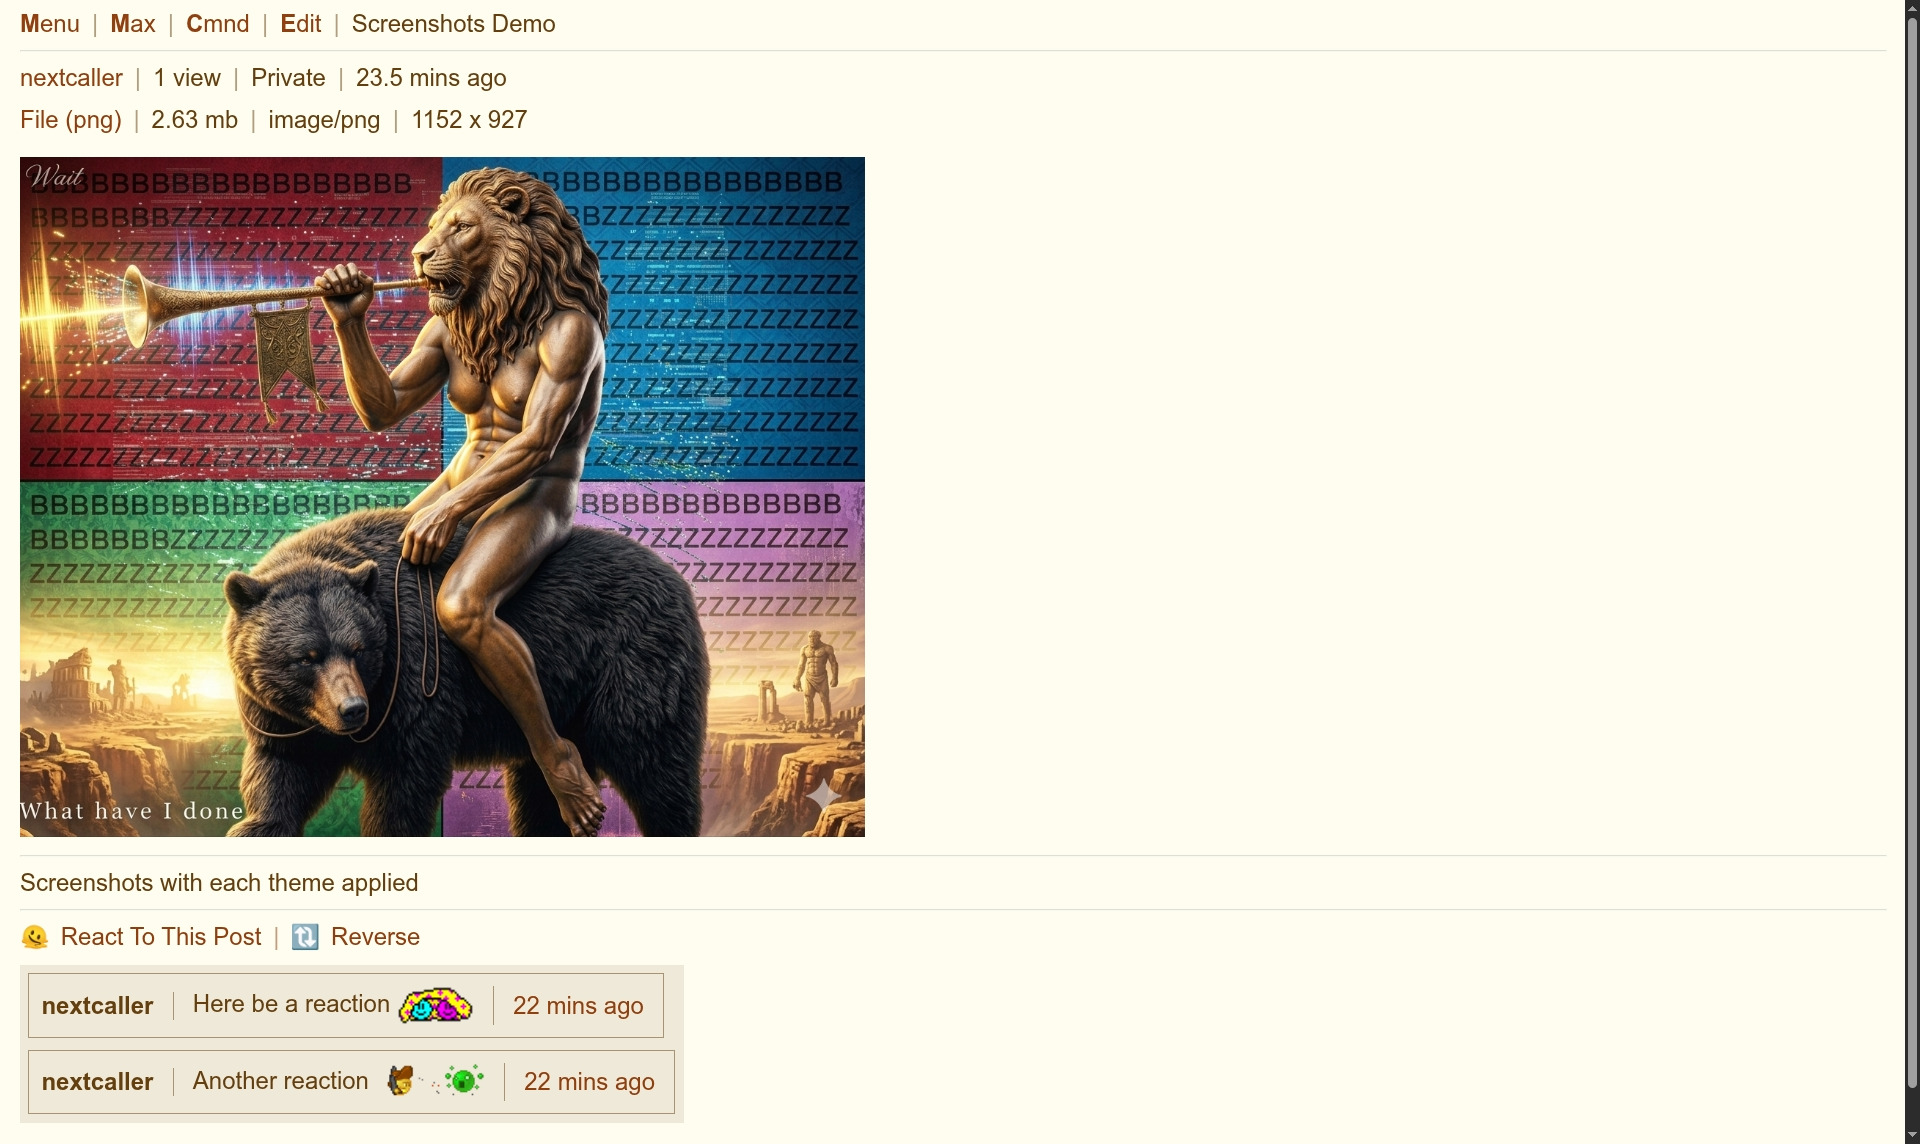 Menu | Max | Cmnd | Edit | Screenshots Demo
nextcaller | 1 view | Private | 23.5 mins ago
File (png) | 2.63 mb | image/png | 1152 x 927
Wait
What have I done
Screenshots with each theme applied
React To This Post | Reverse
nextcaller | Here be a reaction | 22 mins ago
nextcaller | Another reaction | 22 mins ago